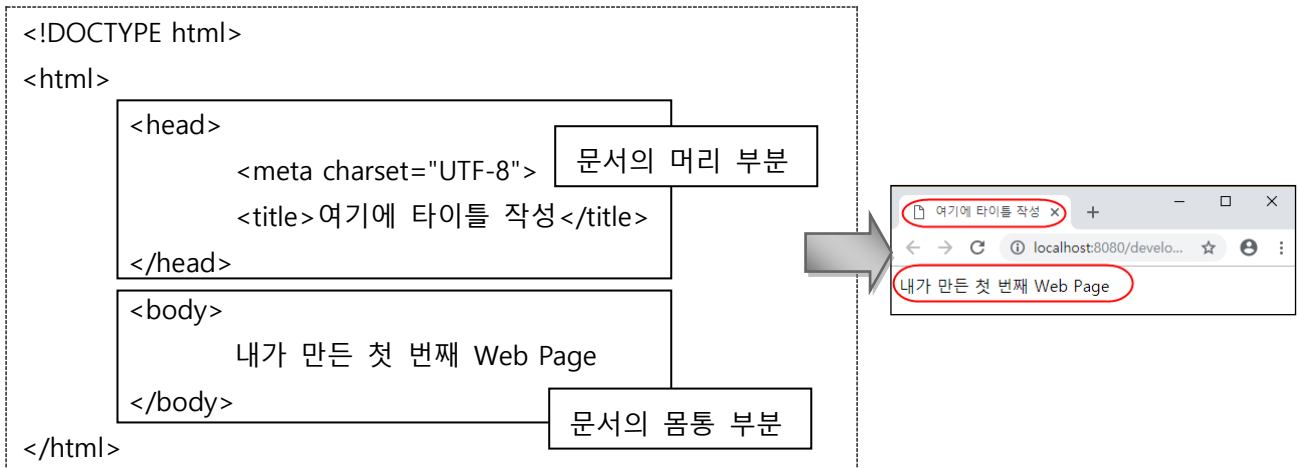 <!DOCTYPE html>
<html>
<head>
문서의 머리 부분
<meta charset="UTF-8">
<title>여기에 타이틀 작성</title>
</head>
<body>
내가 만든 첫 번째 Web Page
</body>
문서의 몸통 부분
</html>
여기에 타이틀 작성
localhost:8080/develo...
내가 만든 첫 번째 Web Page